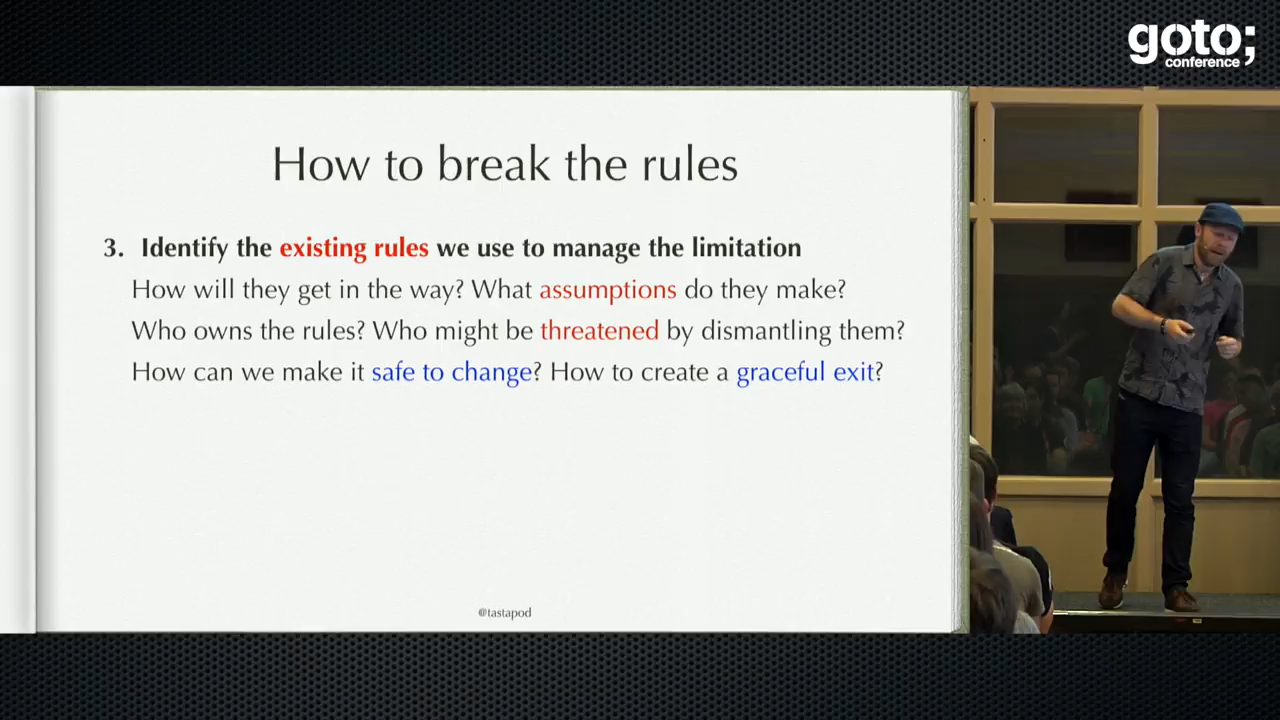 goto;
conference
How to break the rules
3. Identify the existing rules we use to manage the limitation
How will they get in the way? What assumptions do they make?
Who owns the rules? Who might be threatened by dismantling them?
How can we make it safe to change? How to create a graceful exit?
@tastapod